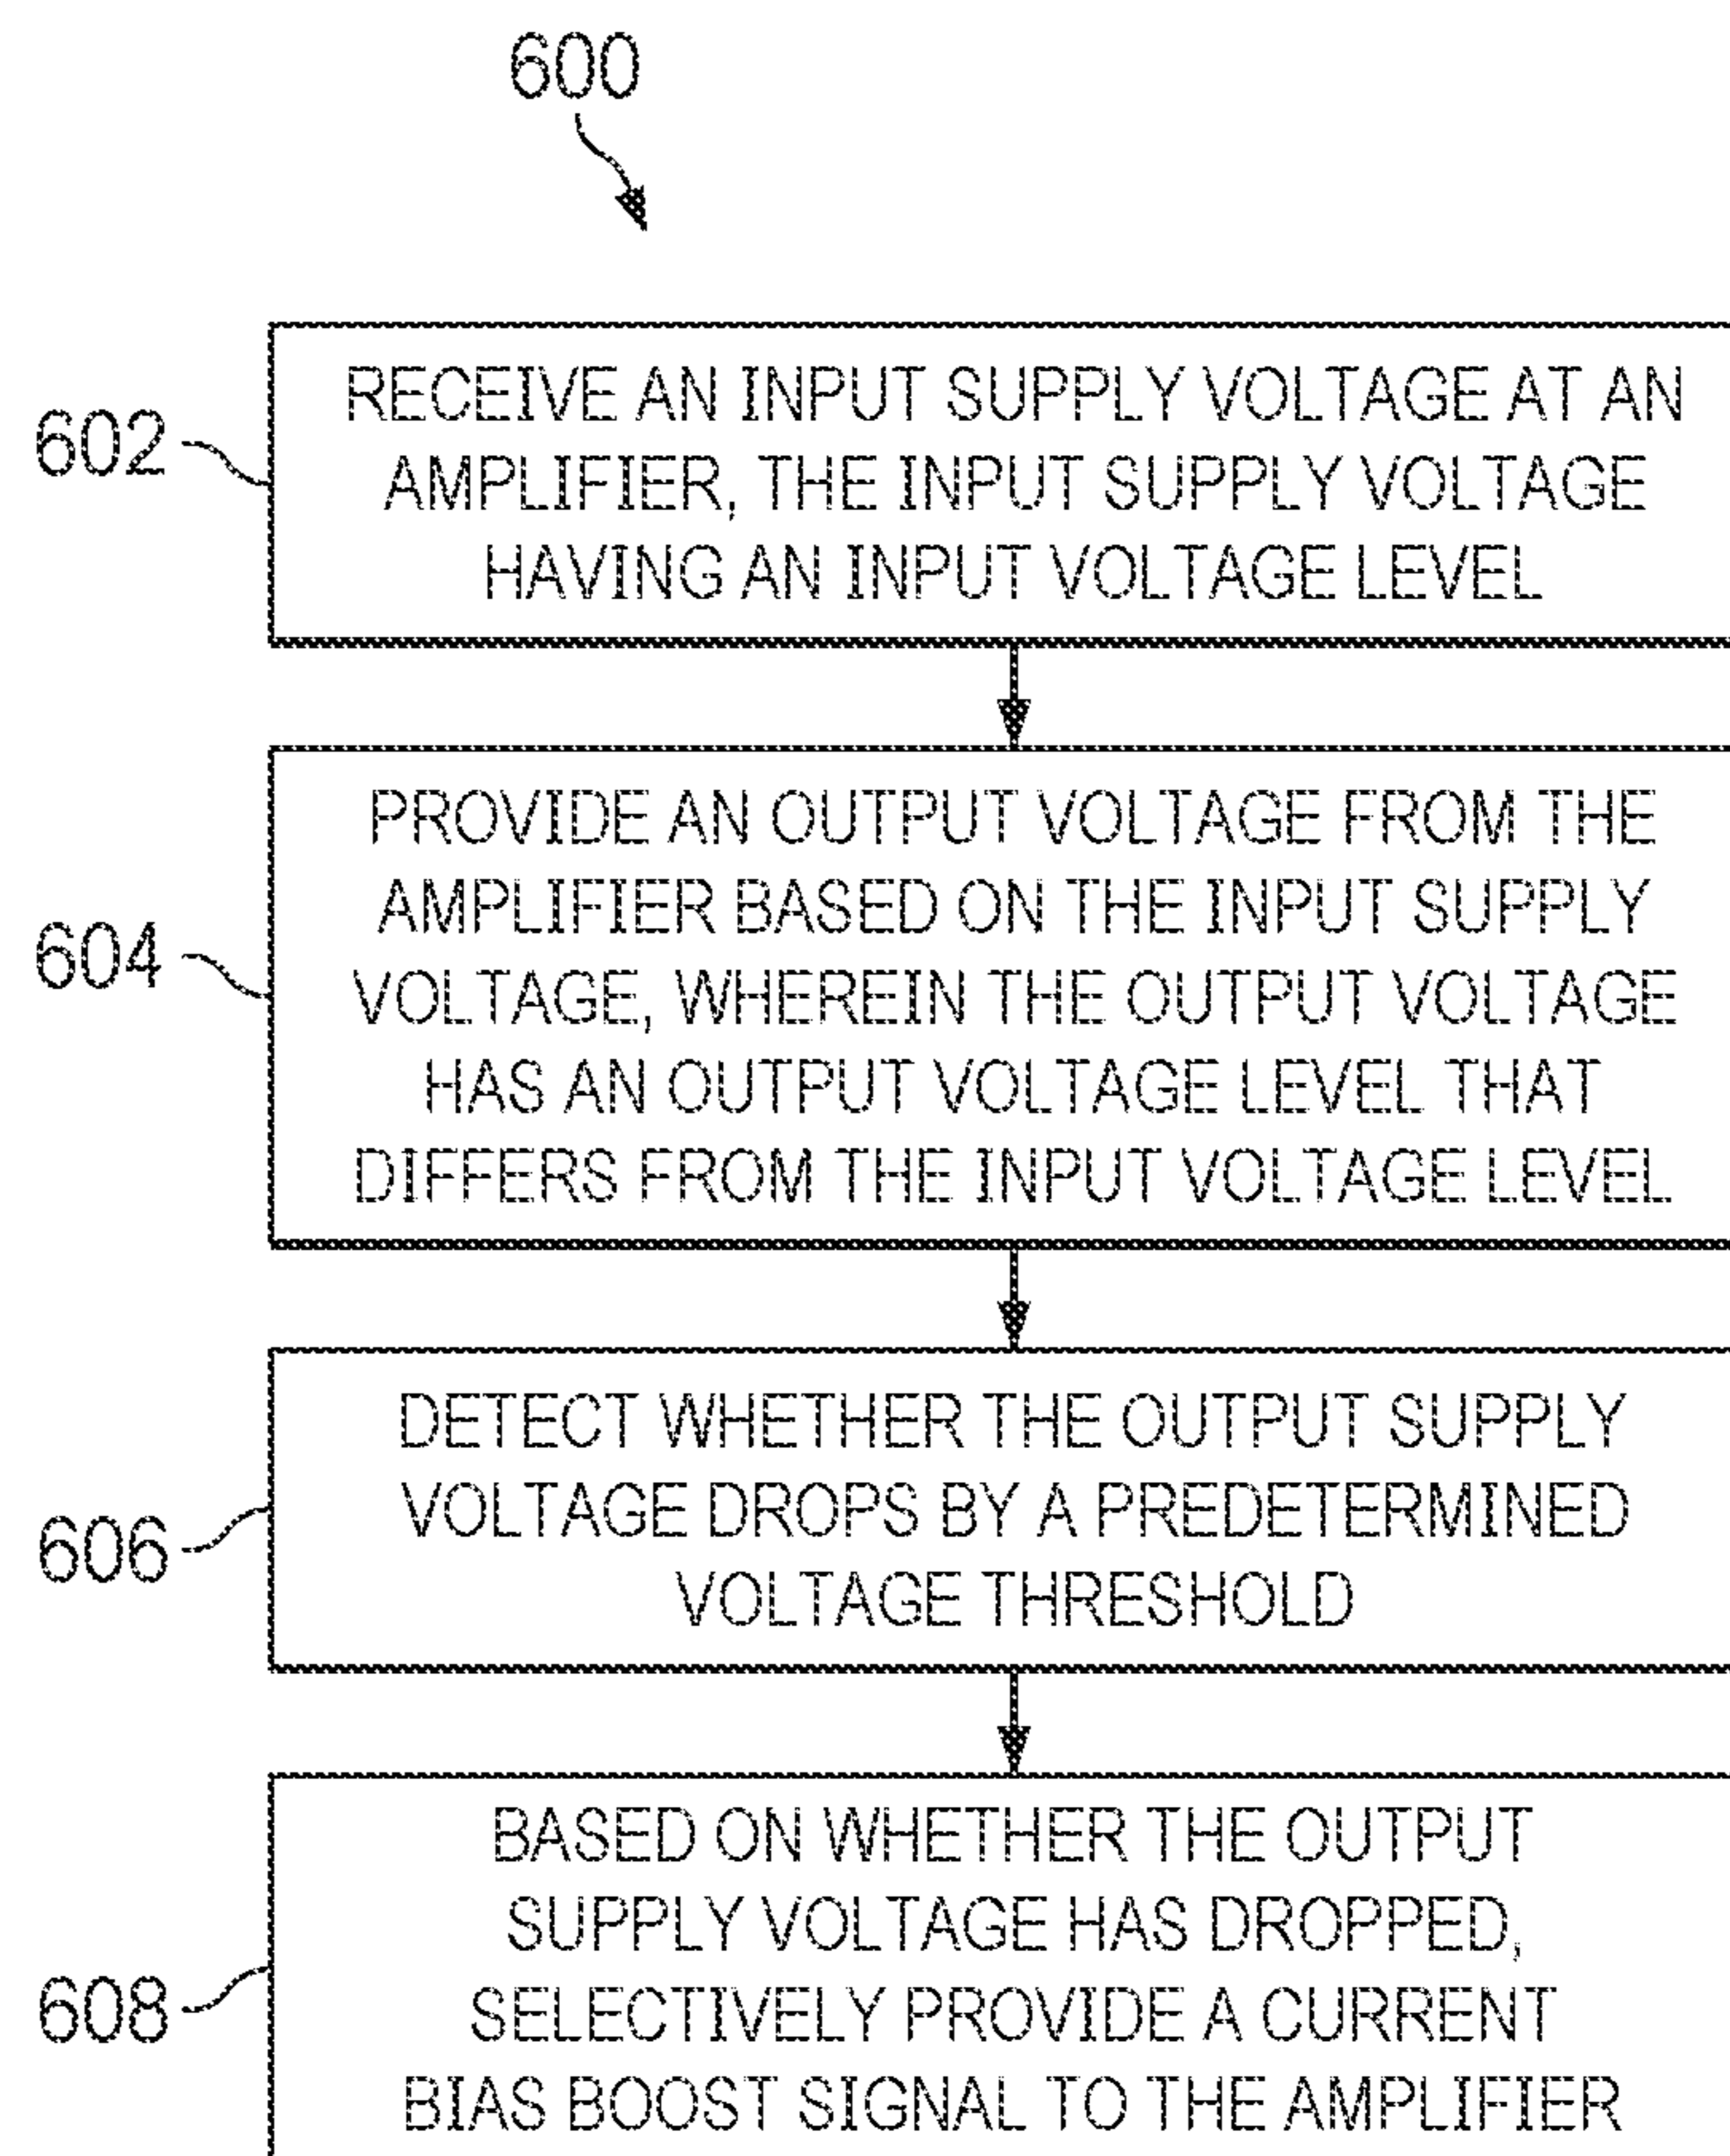 600
602
RECEIVE AN INPUT SUPPLY VOLTAGE AT AN
AMPLIFIER, THE INPUT SUPPLY VOLTAGE
HAVING AN INPUT VOLTAGE LEVEL
604
PROVIDE AN OUTPUT VOLTAGE FROM THE
AMPLIFIER BASED ON THE INPUT SUPPLY
VOLTAGE, WHEREIN THE OUTPUT VOLTAGE
HAS AN OUTPUT VOLTAGE LEVEL THAT
DIFFERS FROM THE INPUT VOLTAGE LEVEL
606
DETECT WHETHER THE OUTPUT SUPPLY
VOLTAGE DROPS BY A PREDETERMINED
VOLTAGE THRESHOLD
608
BASED ON WHETHER THE OUTPUT
SUPPLY VOLTAGE HAS DROPPED,
SELECTIVELY PROVIDE A CURRENT
BIAS BOOST SIGNAL TO THE AMPLIFIER